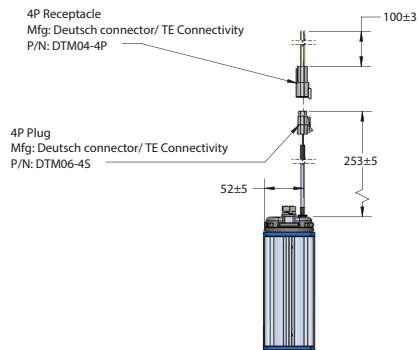 4P Receptacle
Mfg: Deutsch connector/ TE Connectivity
P/N: DTM04-4P
100±3
4P Plug
Mfg: Deutsch connector/ TE Connectivity
P/N: DTM06-4S
253±5
52±5